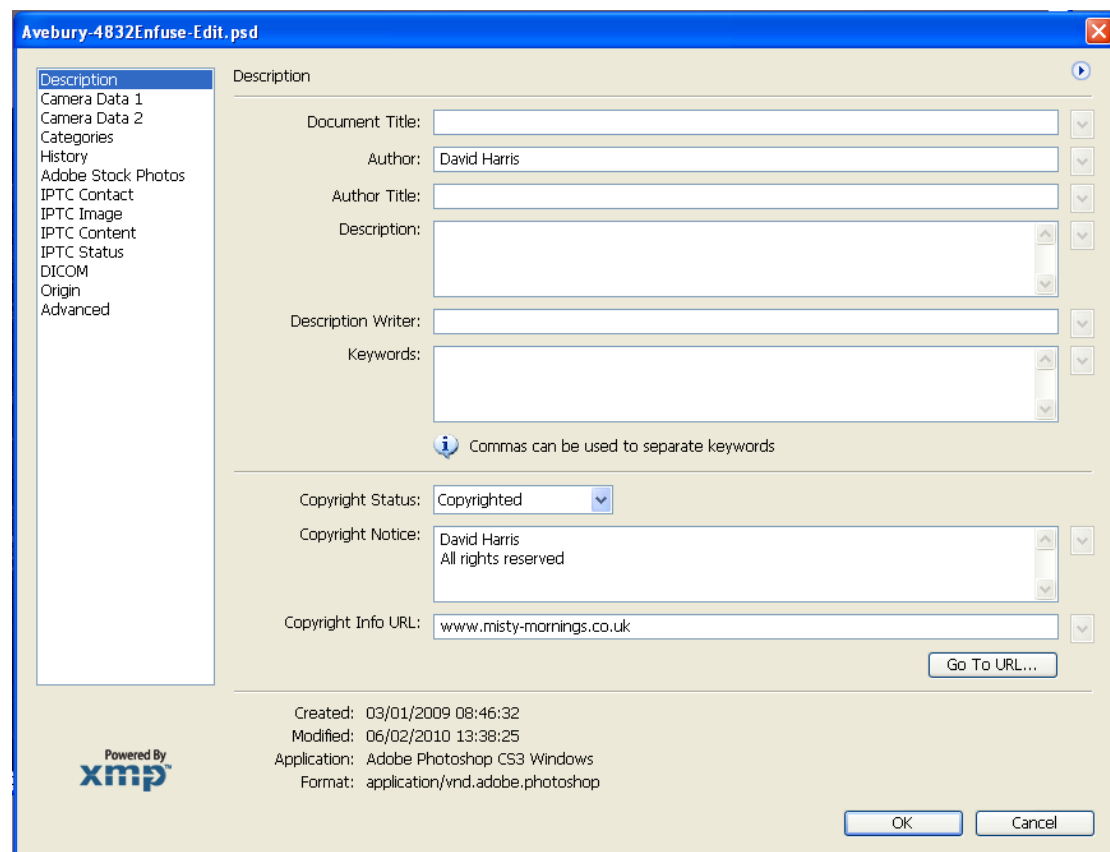 Avebury-4832Enfuse-Edit.psd
Description
Camera Data 1
Camera Data 2
Categories
History
Adobe Stock Photos
IPTC Contact
IPTC Image
IPTC Content
IPTC Status
DICOM
Origin
Advanced
Description
Document Title:
Author: David Harris
Author Title:
Description:
Description Writer:
Keywords:
Commas can be used to separate keywords
Copyright Status: Copyrighted
Copyright Notice: David Harris
All rights reserved
Copyright Info URL: www.misty-mornings.co.uk
Go To URL...
Created: 03/01/2009 08:46:32
Modified: 06/02/2010 13:38:25
Application: Adobe Photoshop CS3 Windows
Format: application/vnd.adobe.photoshop
Powered By
xmp™
OK Cancel